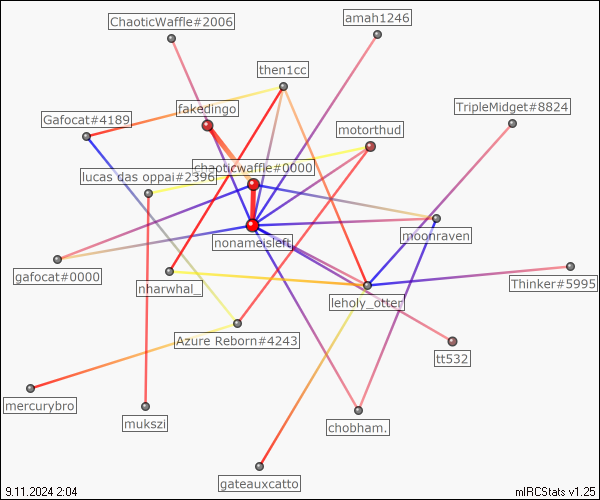 ChaoticWaffle#2006
amah1246
then1cc
fakedingo
TripleMidget#8824
Gafocat#4189
motorthud
chaoticwaffle#0000
lucas das oppai#2396
moonraven
nonameisleft
gafocat#0000
nharwhal_
Thinker#5995
leholy_otter
Azure Reborn#4243
tt532
mercurybro
mukszi
chobham.
gateauxcatto
9.11.2024 2:04
mIRCStats v1.25